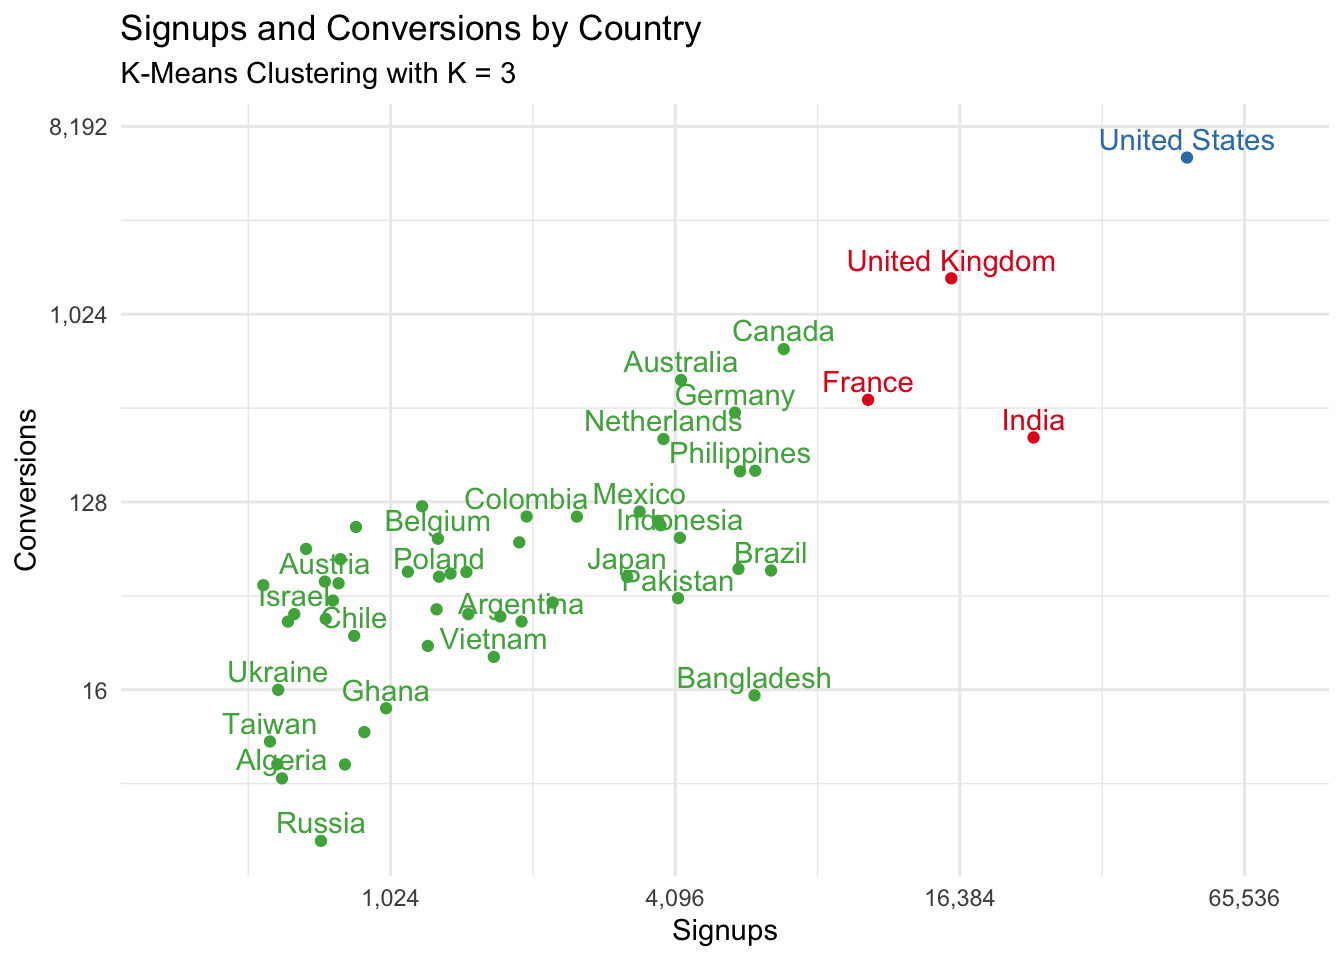 Signups and Conversions by Country
K-Means Clustering with K = 3
8,192
United States
United Kingdom
1,024
Canada
Australia
France
Germany
Netherlands
India
Philippines
128
Colombia
Mexico
Belgium
Indonesia
Conversions
Austria
Poland
Japan
Brazil
Pakistan
Israel
Argentina
Chile
Vietnam
16
Ukraine
Ghana
Bangladesh
Taiwan
Algeria
Russia
1,024
4,096
16,384
65,536
Signups